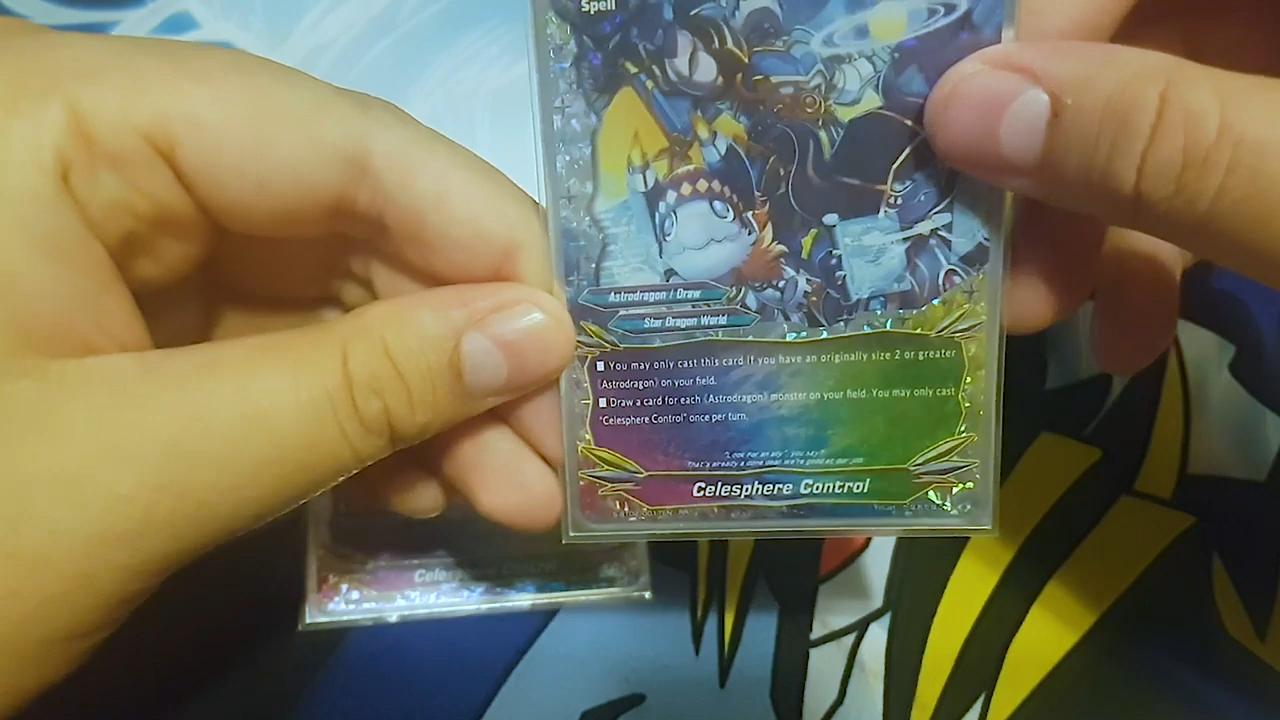 Spell
Astrodragon / Draw
Star Dragon World
■ You may only cast this card if you have an originally size 2 or greater
《Astrodragon》 on your field.
■ Draw a card for each 《Astrodragon》 monster on your field. You may only cast
"Celesphere Control" once per turn.
"Look for an ally", you say?
That's already a done deal! We're good at our job.
Celesphere Control
Celesphere Control